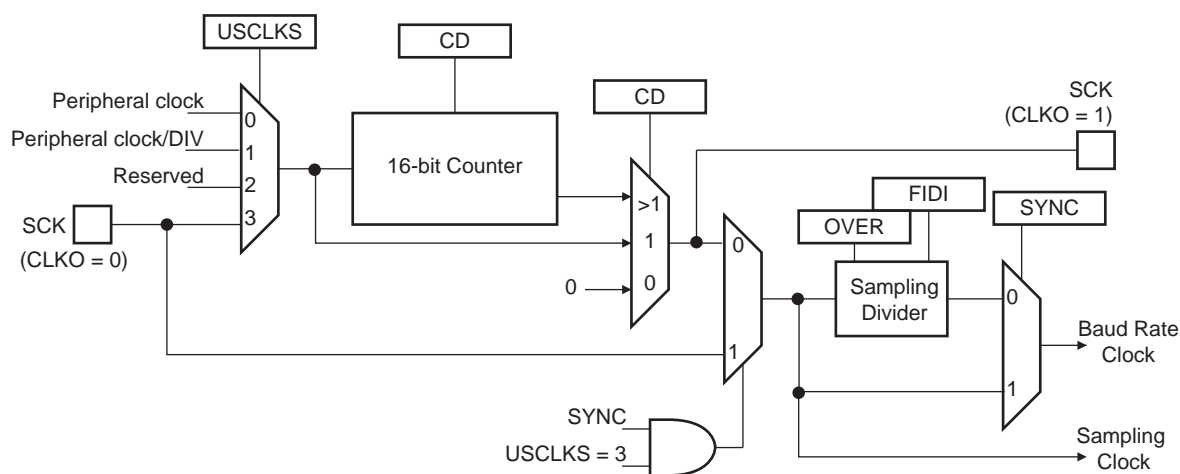 USCLKS
CD
Peripheral clock
Peripheral clock/DIV
Reserved
SCK
(CLKO = 0)
0
1
2
3
16-bit Counter
CD
>1
1
0
0
SCK
(CLKO = 1)
0
1
SYNC
USCLKS = 3
OVER
FIDI
SYNC
Sampling
Divider
0
1
Baud Rate
Clock
Sampling
Clock